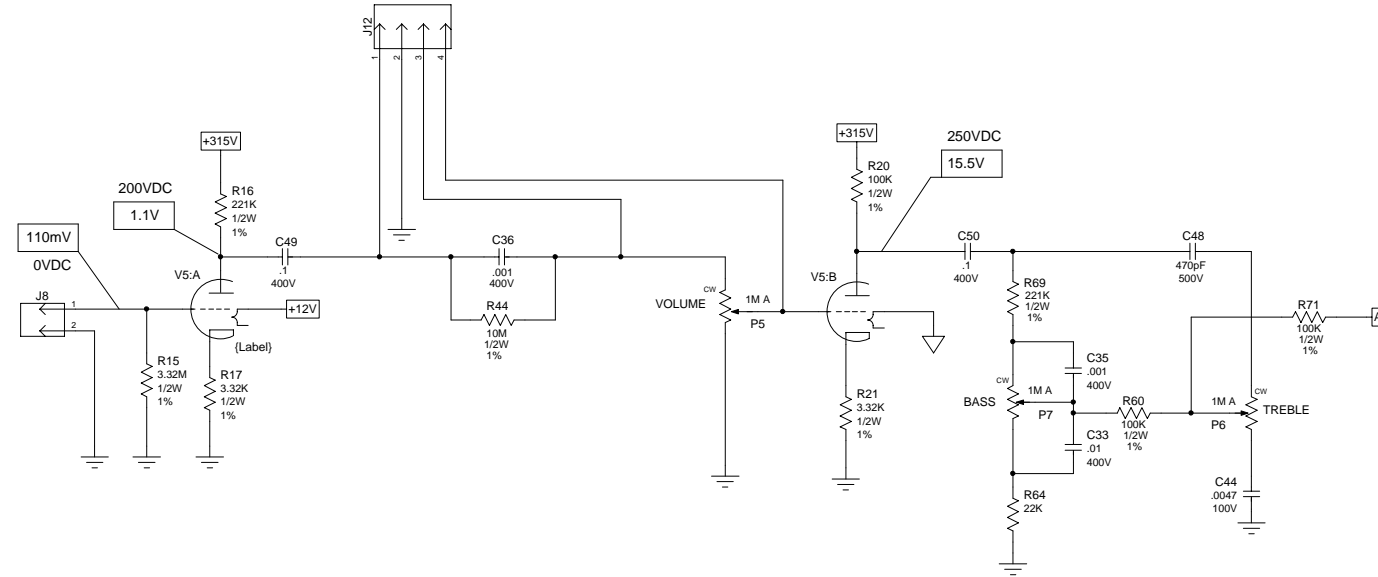 J12
1
2
3
4
+315V
R16
221K
1/2W
1%
200VDC
1.1V
110mV
0VDC
J8
1
2
V5:A
+12V
{Label}
R15
3.32M
1/2W
1%
R17
3.32K
1/2W
1%
C49
.1
400V
C36
.001
400V
R44
10M
1/2W
1%
CW
VOLUME
1M A
P5
+315V
R20
100K
1/2W
1%
250VDC
15.5V
V5:B
R21
3.32K
1/2W
1%
C50
.1
400V
C48
470pF
500V
R69
221K
1/2W
1%
CW
BASS
1M A
P7
C35
.001
400V
C33
.01
400V
R60
100K
1/2W
1%
R64
22K
R71
100K
1/2W
1%
CW
1M A
P6
TREBLE
C44
.0047
100V